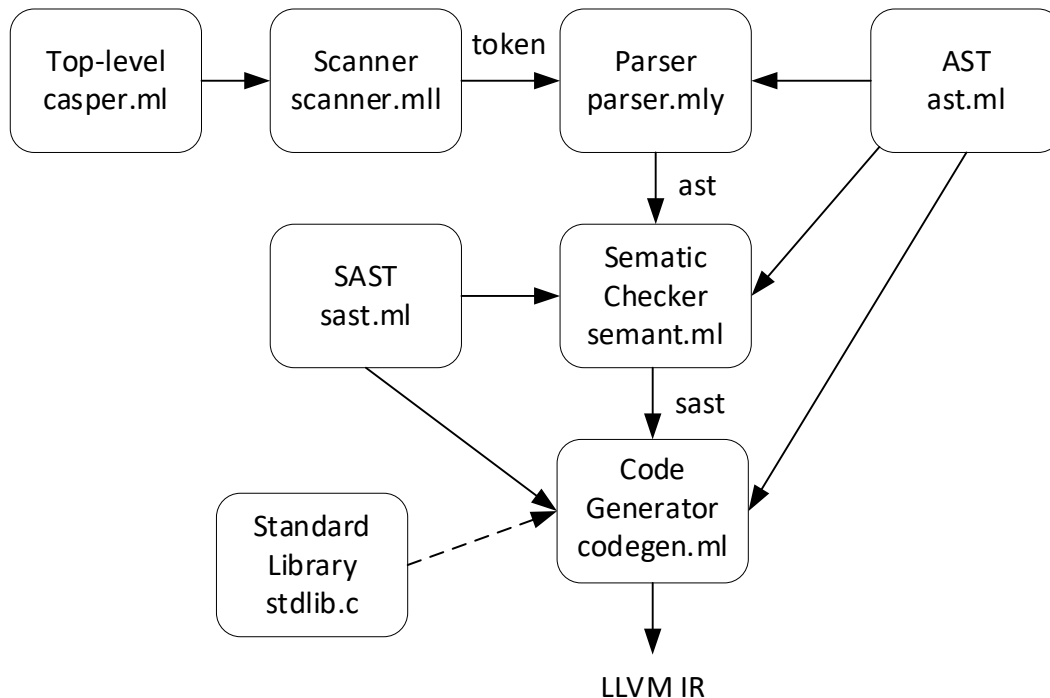 Top-level
casper.ml
Scanner
scanner.mll
token
Parser
parser.mly
AST
ast.ml
ast
SAST
sast.ml
Sematic
Checker
semant.ml
sast
Standard
Library
stdlib.c
Code
Generator
codegen.ml
LLVM IR